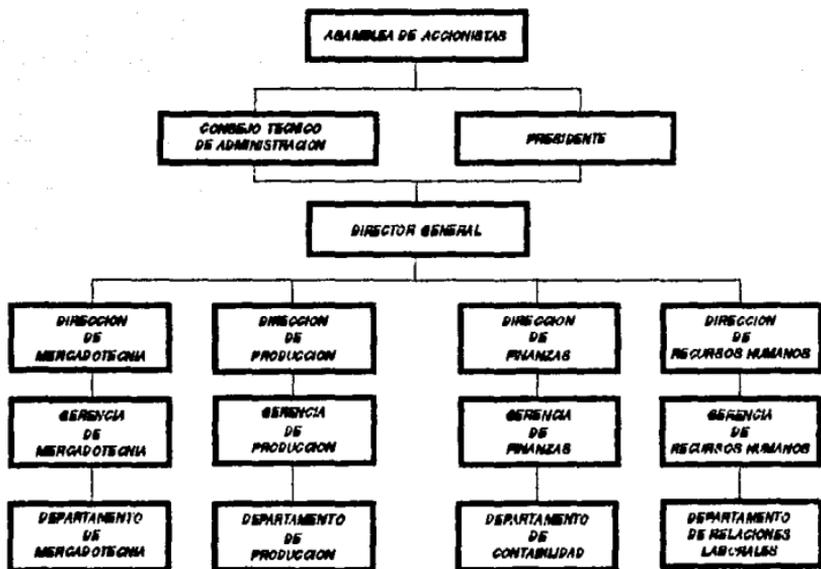 ASAMBLEA DE ACCIONISTAS
CONSEJO TECNICO
DE ADMINISTRACION
PRESIDENTE
DIRECTOR GENERAL
DIRECCION
DE
MERCADOTECNIA
DIRECCION
DE
PRODUCCION
DIRECCION
DE
FINANZAS
DIRECCION
DE
RECURSOS HUMANOS
GERENCIA
DE
MERCADOTECNIA
GERENCIA
DE
PRODUCCION
GERENCIA
DE
FINANZAS
GERENCIA
DE
RECURSOS HUMANOS
DEPARTAMENTO
DE
MERCADOTECNIA
DEPARTAMENTO
DE
PRODUCCION
DEPARTAMENTO
DE
CONTABILIDAD
DEPARTAMENTO
DE RELACIONES
LABORALES